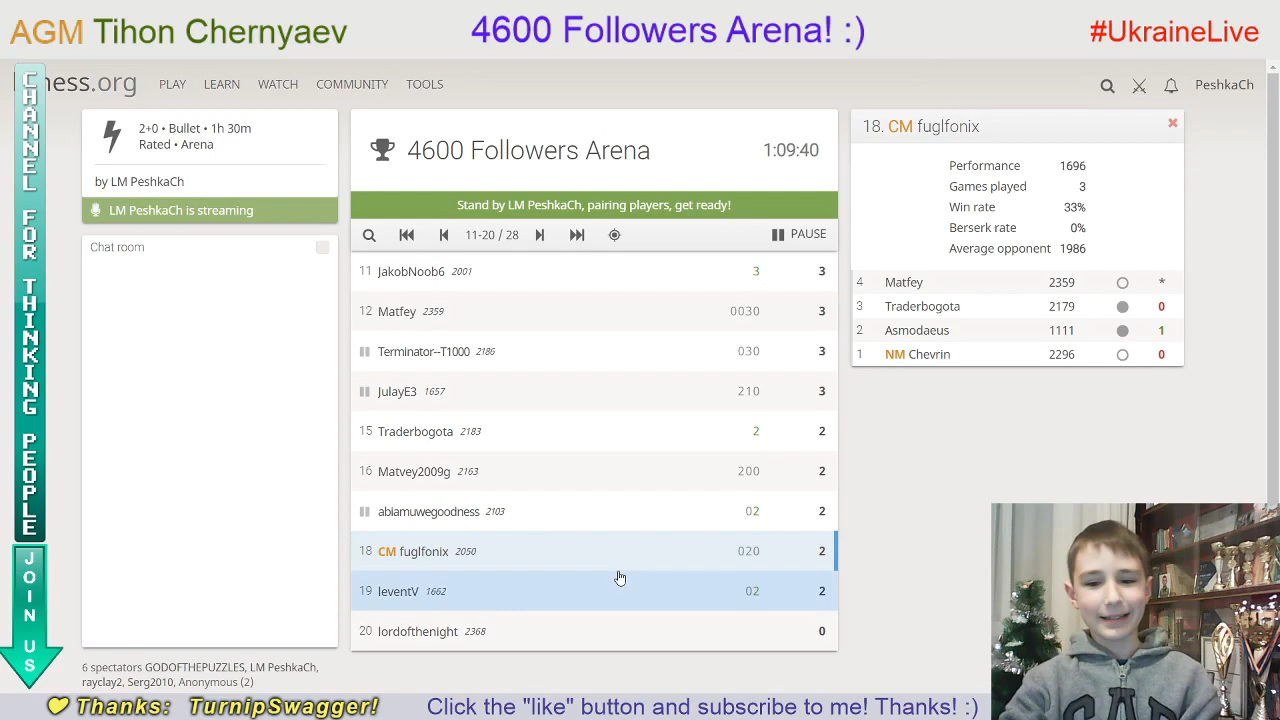 AGM Tihon Chernyaev
4600 Followers Arena! :)
#UkraineLive
CHANNEL FOR THINKING PEOPLE
JOIN US
ness.org
PLAY LEARN WATCH COMMUNITY TOOLS
PeshkaCh
2+0 • Bullet • 1h 30m
Rated • Arena
by LM PeshkaCh
LM PeshkaCh is streaming
Chat room
6 spectators GODOFTHEPUZZLES, LM PeshkaCh,
rayclay2, Serg2010, Anonymous (2)
4600 Followers Arena 1:09:40
Stand by LM PeshkaCh, pairing players, get ready!
11-20 / 28 PAUSE
11 JakobNoob6 2001 3 3
12 Matfey 2359 0030 3
Terminator--T1000 2186 030 3
JulayE3 1657 210 3
15 Traderbogota 2183 2 2
16 Matvey2009g 2163 200 2
abiamuwegoodness 2103 02 2
18 CM fuglfonix 2050 020 2
19 leventV 1662 02 2
20 lordofthenight 2368 0
18. CM fuglfonix
Performance 1696
Games played 3
Win rate 33%
Berserk rate 0%
Average opponent 1986
4 Matfey 2359 *
3 Traderbogota 2179 0
2 Asmodaeus 1111 1
1 NM Chevrin 2296 0
Thanks: TurnipSwagger!
Click the "like" button and subscribe to me! Thanks! :)
GAP